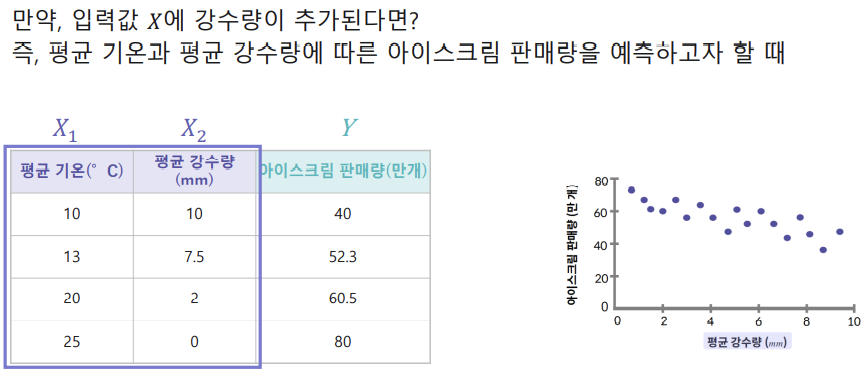 만약, 입력값 X에 강수량이 추가된다면?
즉, 평균 기온과 평균 강수량에 따른 아이스크림 판매량을 예측하고자 할 때
X₁ X₂ Y
평균 기온(° C) 평균 강수량 (mm) 아이스크림 판매량(만개)
10 10 40
13 7.5 52.3
20 2 60.5
25 0 80
아이스크림 판매량 (만 개)
80
60
40
20
0
0 2 4 6 8 10
평균 강수량 (mm)